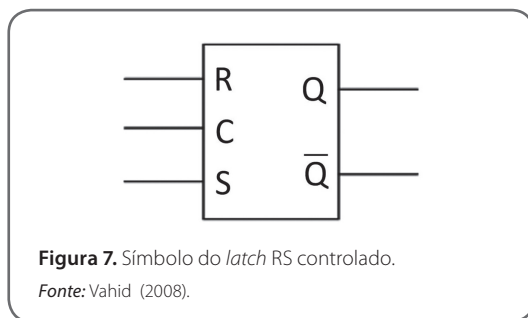 R
Q
C
S
Q̅
Figura 7. Símbolo do latch RS controlado.
Fonte: Vahid (2008).